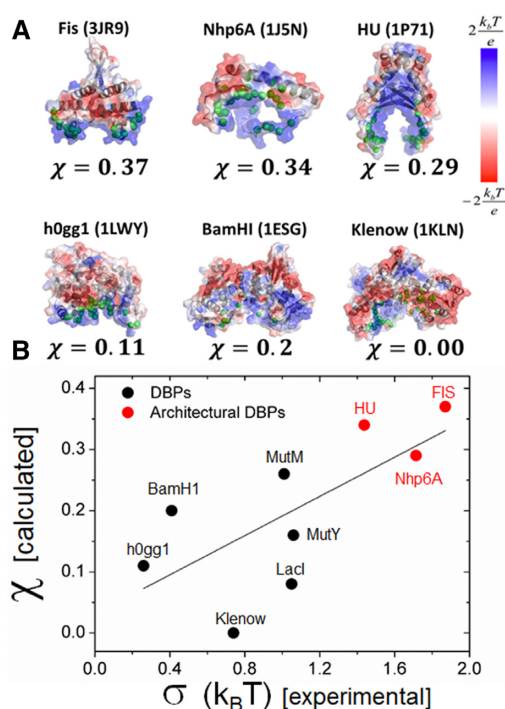 A
Fis (3JR9)
Nhp6A (1J5N)
HU (1P71)
2 k_bT/e
χ = 0.37
χ = 0.34
χ = 0.29
−2 k_bT/e
h0gg1 (1LWY)
BamHI (1ESG)
Klenow (1KLN)
χ = 0.11
χ = 0.2
χ = 0.00
B
0.4
0.3
0.2
0.1
0.0
χ [calculated]
DBPs
Architectural DBPs
FIS
HU
Nhp6A
MutM
BamH1
MutY
h0gg1
LacI
Klenow
0.0 0.4 0.8 1.2 1.6 2.0
σ (k_BT) [experimental]